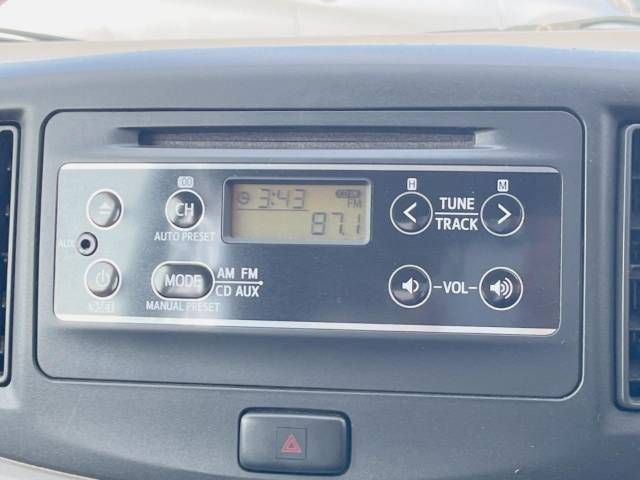 H
M
CH
3:43
FM
TUNE
TRACK
AUTO PRESET
87.1
AUX
MODE
AM FM
CD AUX
VOL
MANUAL PRESET